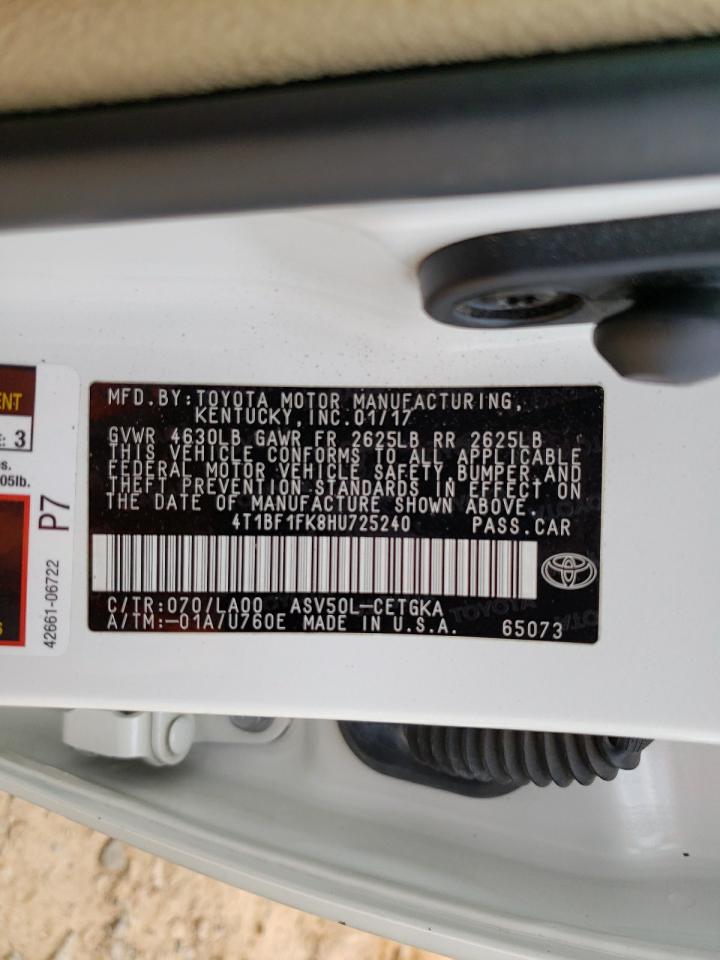 MFD.BY:TOYOTA MOTOR MANUFACTURING,
KENTUCKY,INC.01/17
GVWR 4630LB GAWR FR 2625LB RR 2625LB
THIS VEHICLE CONFORMS TO ALL APPLICABLE
FEDERAL MOTOR VEHICLE SAFETY,BUMPER,AND
THEFT PREVENTION STANDARDS IN EFFECT ON
THE DATE OF MANUFACTURE SHOWN ABOVE.
4T1BF1FK8HU725240 PASS.CAR
C/TR:070/LA00 ASV50L-CETGKA
A/TM:-01A/U760E MADE IN U.S.A. 65073
TOYOTA
ENT
: 3
s.
05lb.
P7
42661-06722
S